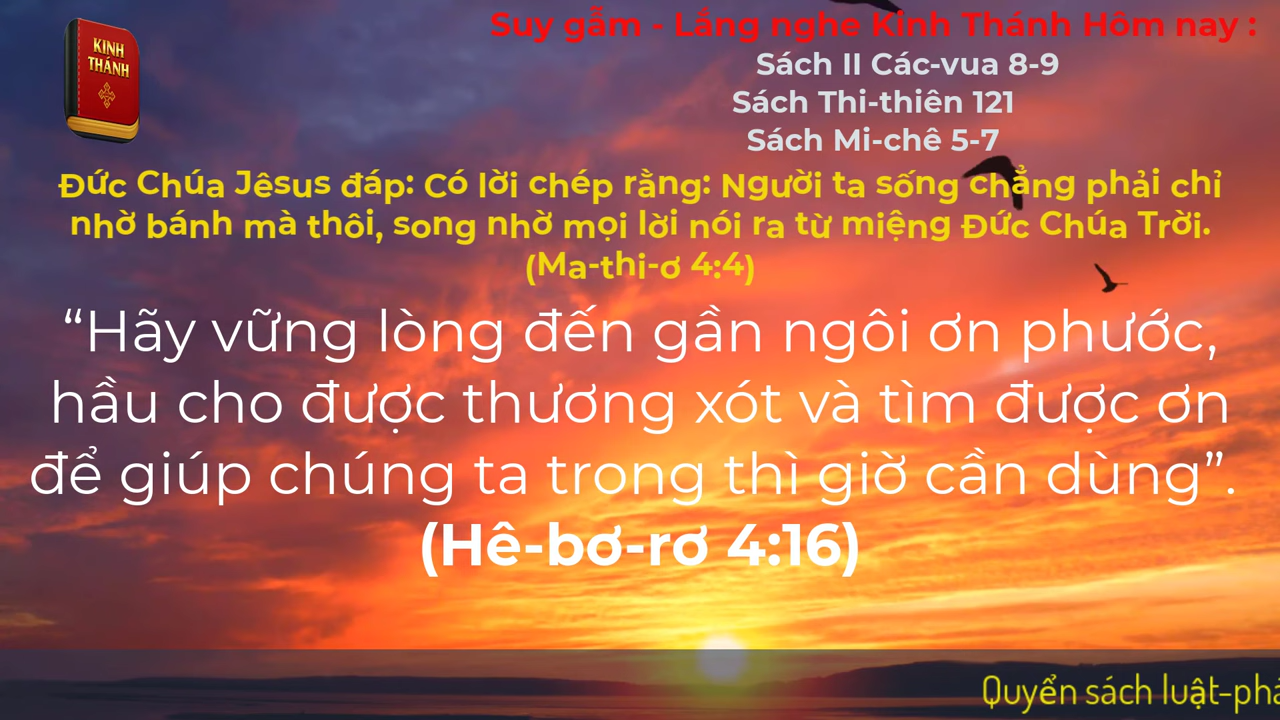 KINH
THÁNH
Suy gẫm - Lắng nghe Kinh Thánh Hôm nay :
Sách II Các-vua 8-9
Sách Thi-thiên 121
Sách Mi-chê 5-7
Đức Chúa Jêsus đáp: Có lời chép rằng: Người ta sống chẳng phải chỉ
nhờ bánh mà thôi, song nhờ mọi lời nói ra từ miệng Đức Chúa Trời.
(Ma-thi-ơ 4:4)
“Hãy vững lòng đến gần ngôi ơn phước,
hầu cho được thương xót và tìm được ơn
để giúp chúng ta trong thì giờ cần dùng”.
(Hê-bơ-rơ 4:16)
Quyển sách luật-phá